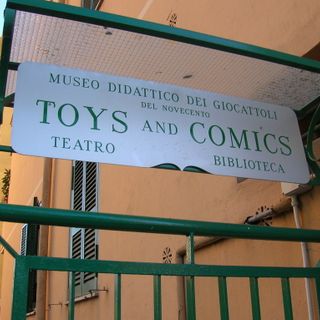 MUSEO DIDATTICO DEI GIOCATTOLI
DEL NOVECENTO
TOYS AND COMICS
TEATRO BIBLIOTECA